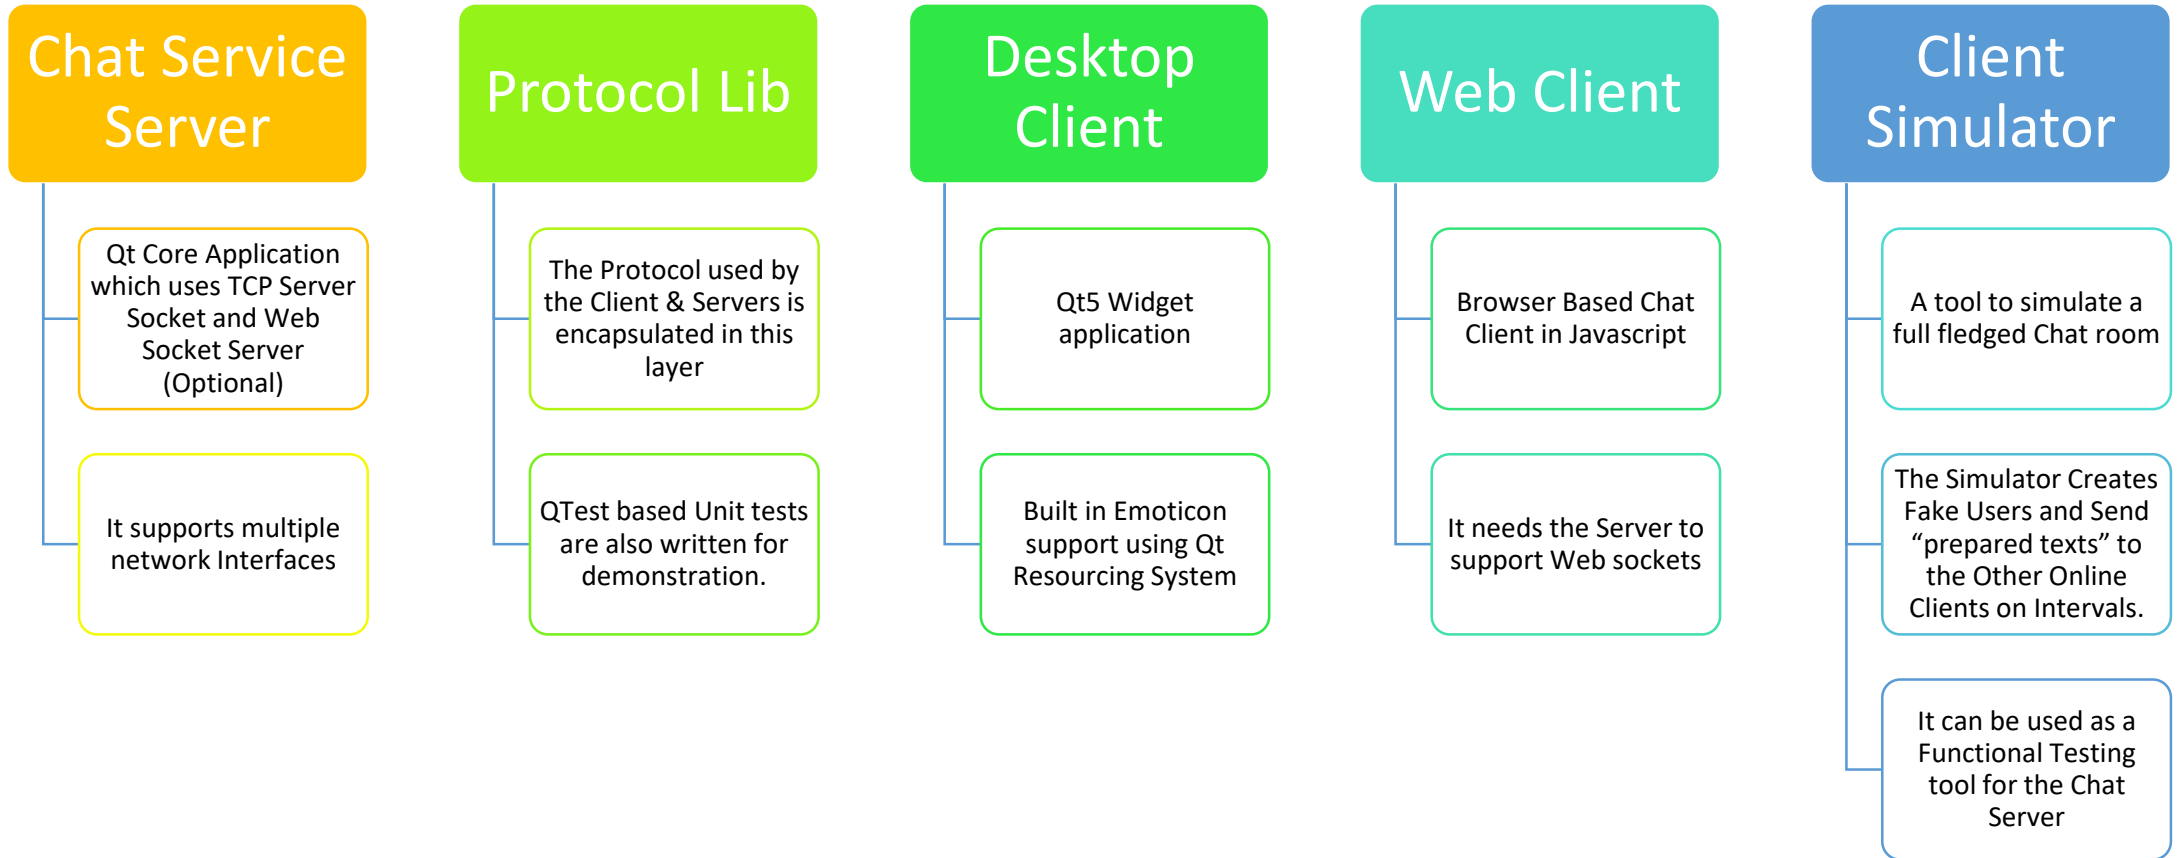 Chat Service
Server
Qt Core Application
which uses TCP Server
Socket and Web
Socket Server
(Optional)
It supports multiple
network Interfaces
Protocol Lib
The Protocol used by
the Client & Servers is
encapsulated in this
layer
QTest based Unit tests
are also written for
demonstration.
Desktop
Client
Qt5 Widget
application
Built in Emoticon
support using Qt
Resourcing System
Web Client
Browser Based Chat
Client in Javascript
It needs the Server to
support Web sockets
Client
Simulator
A tool to simulate a
full fledged Chat room
The Simulator Creates
Fake Users and Send
“prepared texts” to
the Other Online
Clients on Intervals.
It can be used as a
Functional Testing
tool for the Chat
Server